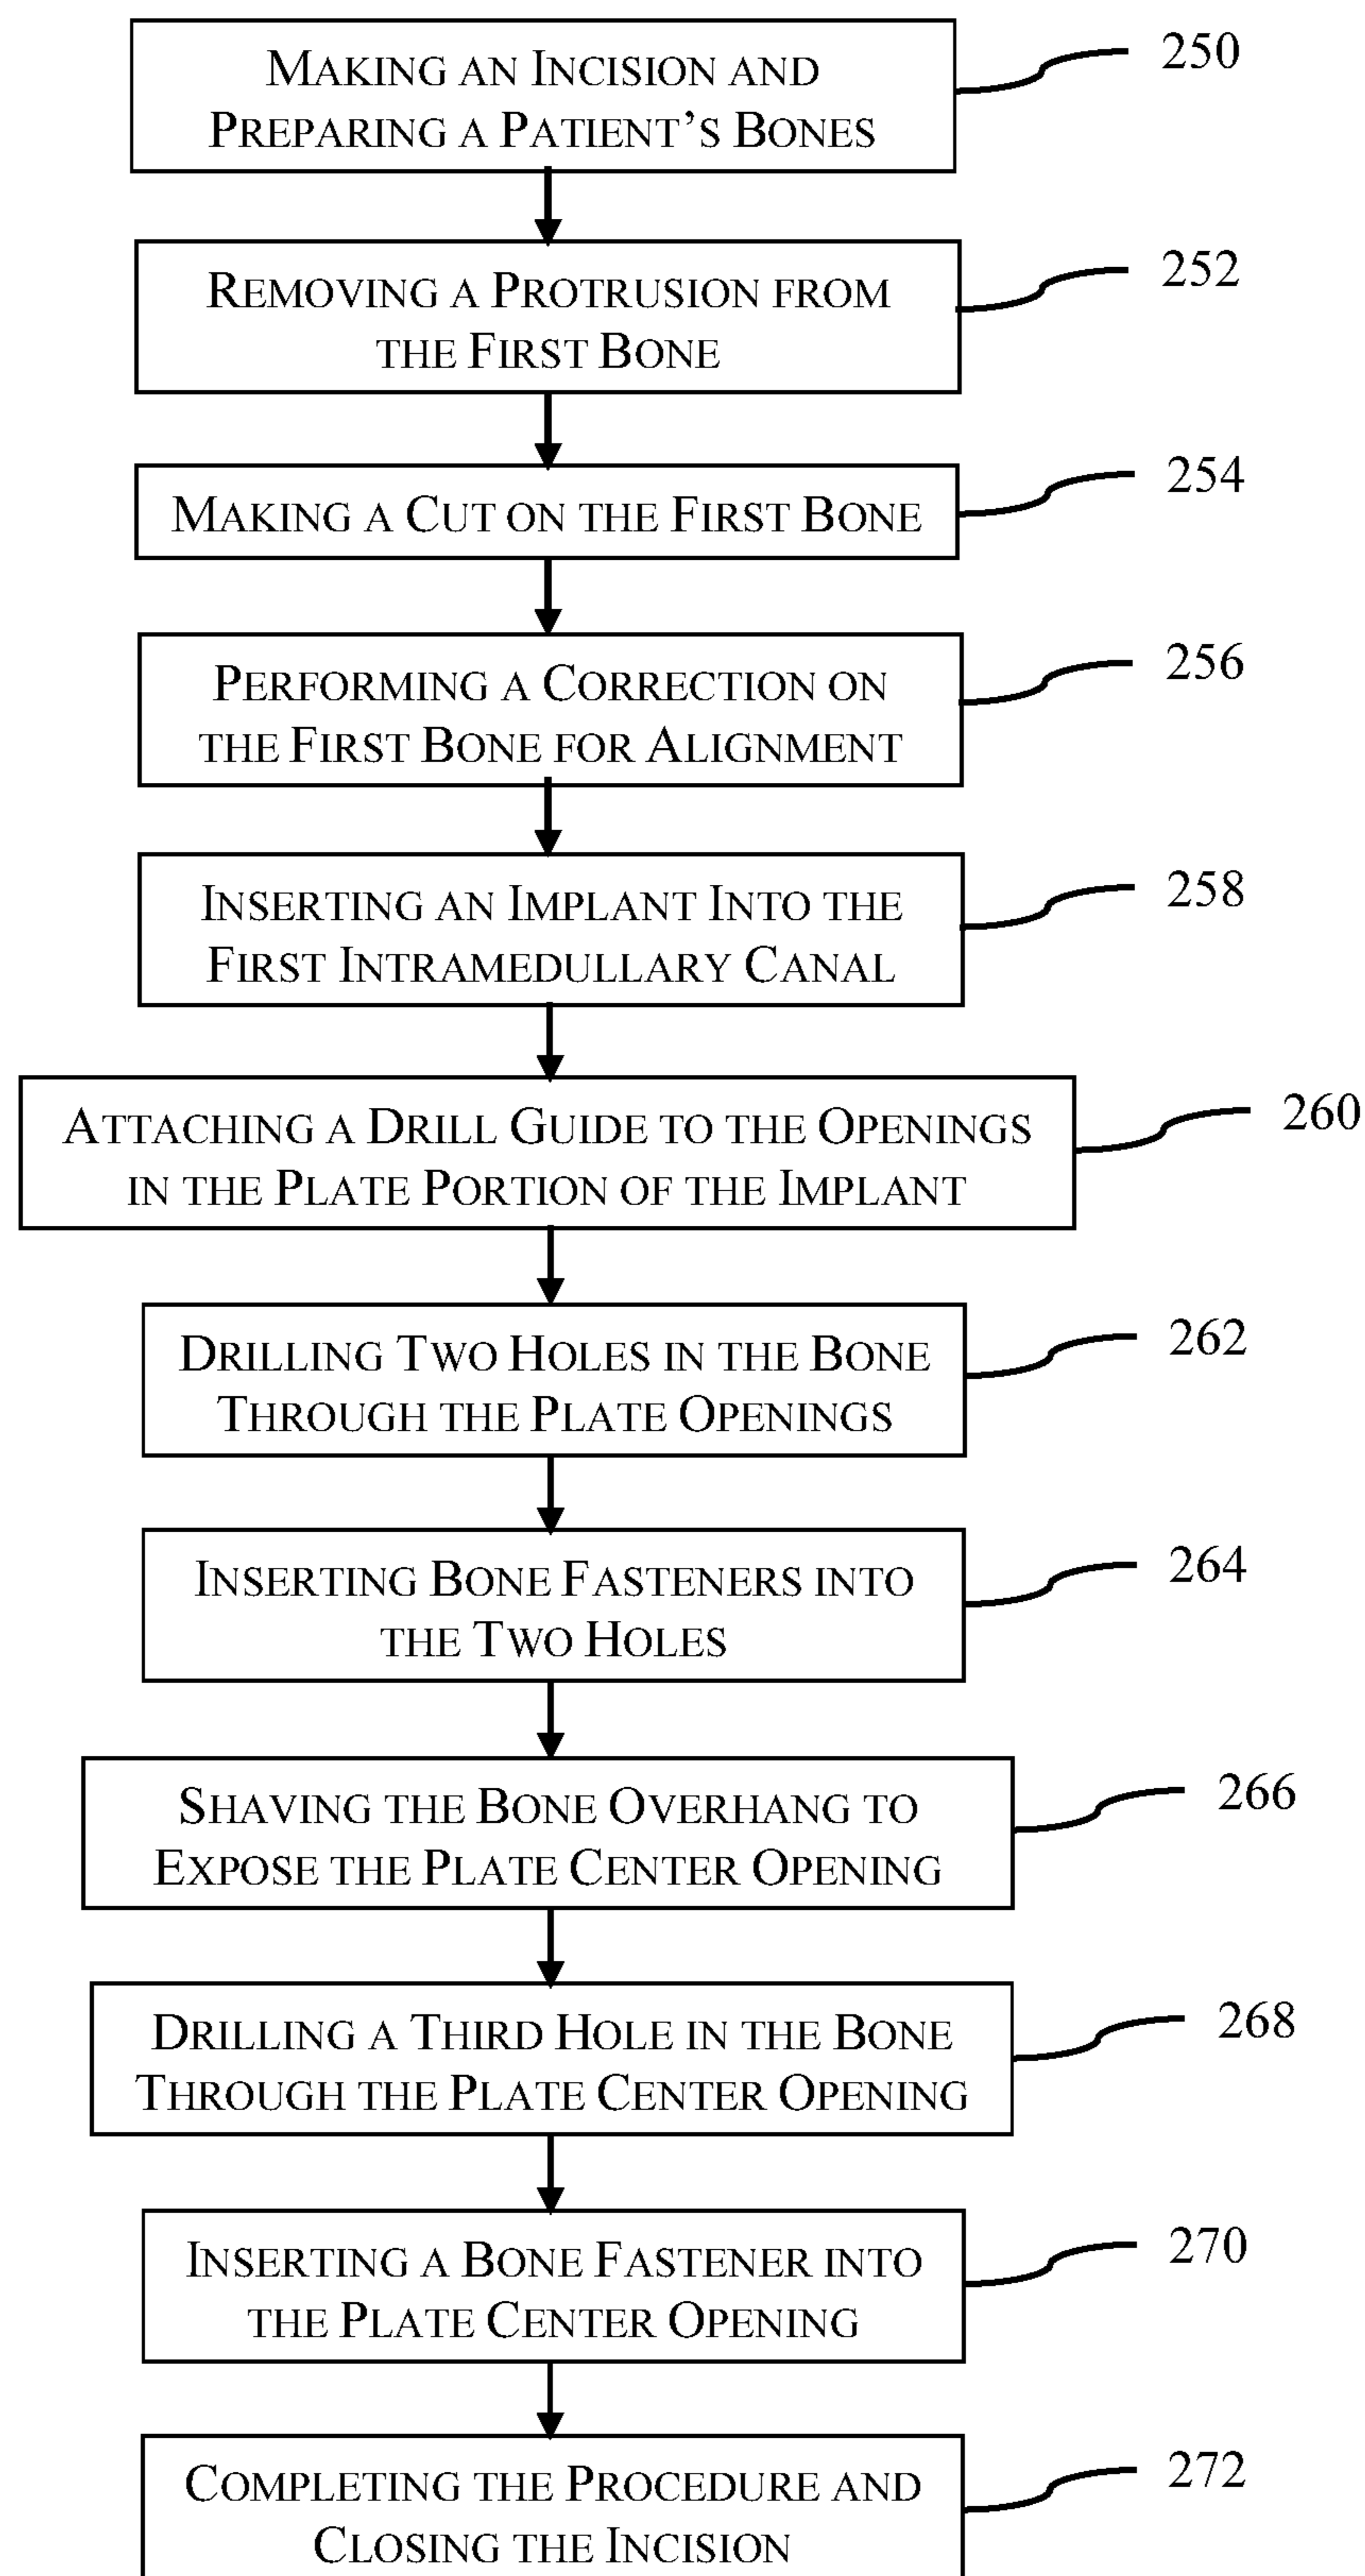 MAKING AN INCISION AND
PREPARING A PATIENT'S BONES
250
REMOVING A PROTRUSION FROM
THE FIRST BONE
252
MAKING A CUT ON THE FIRST BONE
254
PERFORMING A CORRECTION ON
THE FIRST BONE FOR ALIGNMENT
256
INSERTING AN IMPLANT INTO THE
FIRST INTRAMEDULLARY CANAL
258
ATTACHING A DRILL GUIDE TO THE OPENINGS
IN THE PLATE PORTION OF THE IMPLANT
260
DRILLING TWO HOLES IN THE BONE
THROUGH THE PLATE OPENINGS
262
INSERTING BONE FASTENERS INTO
THE TWO HOLES
264
SHAVING THE BONE OVERHANG TO
EXPOSE THE PLATE CENTER OPENING
266
DRILLING A THIRD HOLE IN THE BONE
THROUGH THE PLATE CENTER OPENING
268
INSERTING A BONE FASTENER INTO
THE PLATE CENTER OPENING
270
COMPLETING THE PROCEDURE AND
CLOSING THE INCISION
272